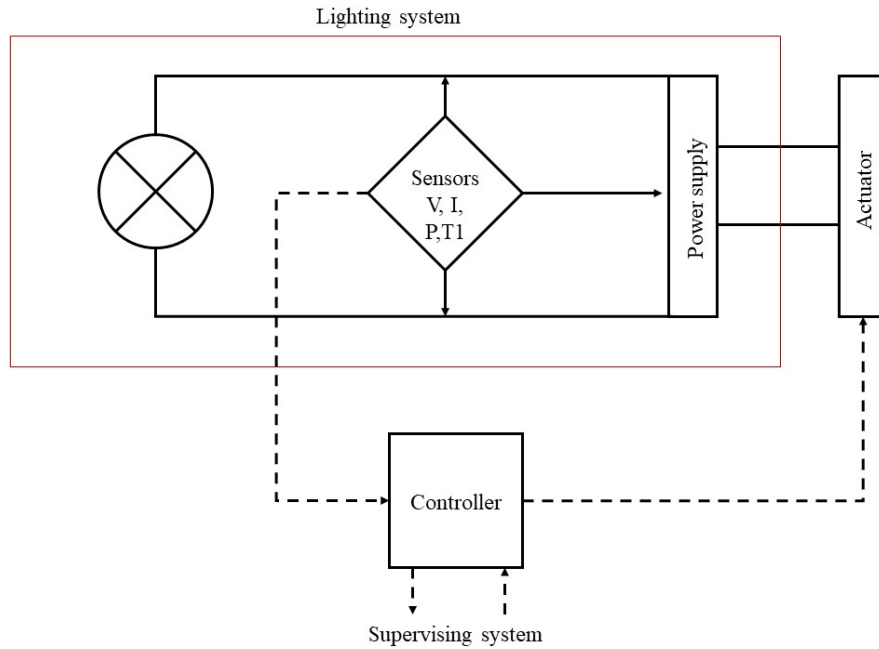 Lighting system
Sensors
V, I,
P,T1
Power supply
Actuator
Controller
Supervising system